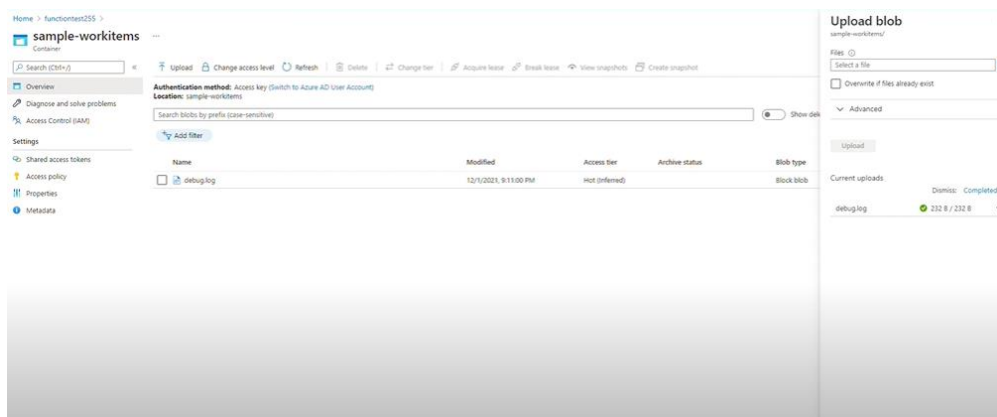 Home > functiontest255 >
sample-workitems ...
Container
Search (Ctrl+/) «
Overview
Diagnose and solve problems
Access Control (IAM)
Settings
Shared access tokens
Access policy
Properties
Metadata
Upload Change access level Refresh Delete Change tier Acquire lease Break lease View snapshots Create snapshot
Authentication method: Access key (Switch to Azure AD User Account)
Location: sample-workitems
Search blobs by prefix (case-sensitive)
Show del
Add filter
Name Modified Access tier Archive status Blob type
debug.log 12/1/2021, 9:11:00 PM Hot (Inferred) Block blob
Upload blob
sample-workitems/
Files
Select a file
Overwrite if files already exist
Advanced
Upload
Current uploads
Dismiss: Completed
debug.log 232 B / 232 B